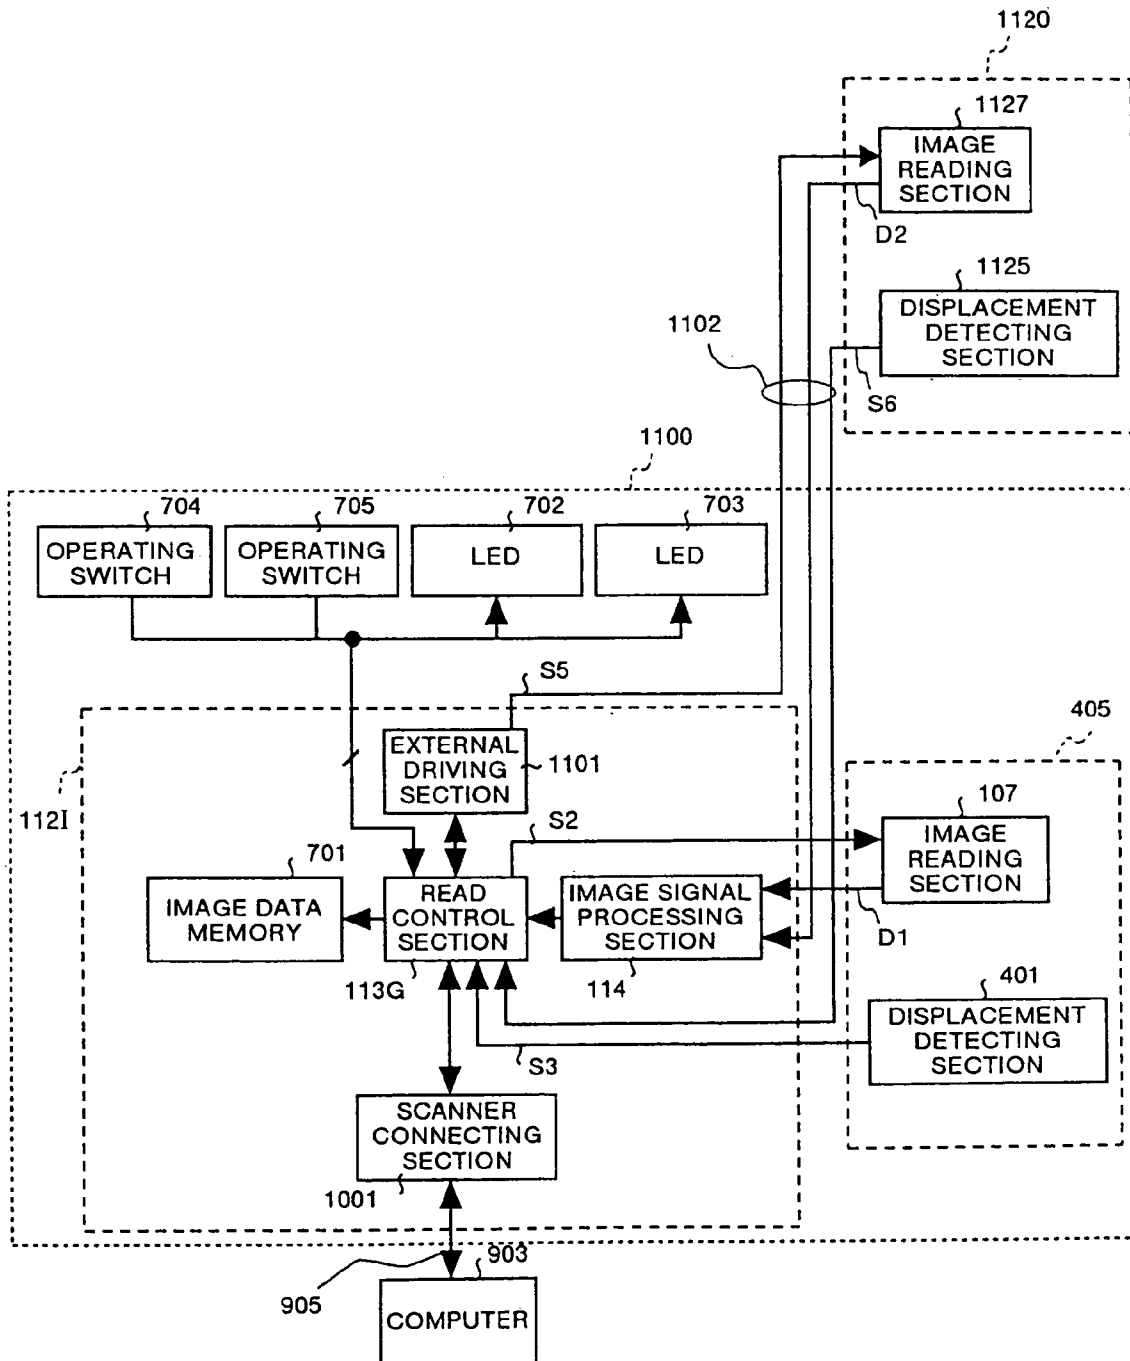 1120
1127
IMAGE
READING
SECTION
D2
1125
DISPLACEMENT
DETECTING
SECTION
S6
1102
1100
704
OPERATING
SWITCH
705
OPERATING
SWITCH
702
LED
703
LED
S5
EXTERNAL
DRIVING
SECTION
1101
112I
405
S2
107
IMAGE
READING
SECTION
D1
701
IMAGE DATA
MEMORY
READ
CONTROL
SECTION
113G
IMAGE SIGNAL
PROCESSING
SECTION
114
401
DISPLACEMENT
DETECTING
SECTION
S3
SCANNER
CONNECTING
SECTION
1001
903
905
COMPUTER